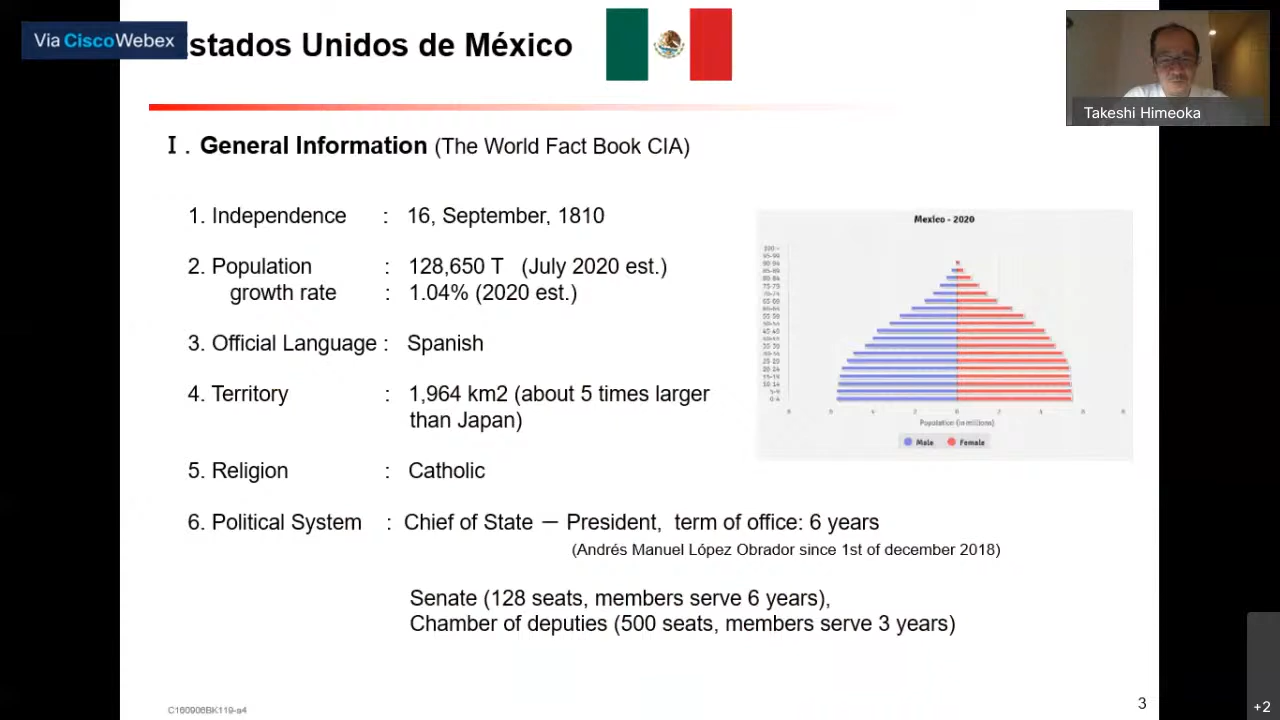 Via CiscoWebex
stados Unidos de México
Takeshi Himeoka
I. General Information (The World Fact Book CIA)
1. Independence : 16, September, 1810
2. Population : 128,650 T (July 2020 est.)
growth rate : 1.04% (2020 est.)
3. Official Language : Spanish
4. Territory : 1,964 km2 (about 5 times larger
than Japan)
5. Religion : Catholic
6. Political System : Chief of State － President, term of office: 6 years
(Andrés Manuel López Obrador since 1st of december 2018)
Senate (128 seats, members serve 6 years),
Chamber of deputies (500 seats, members serve 3 years)
Mexico - 2020
Population (in millions)
Male Female
3
+2